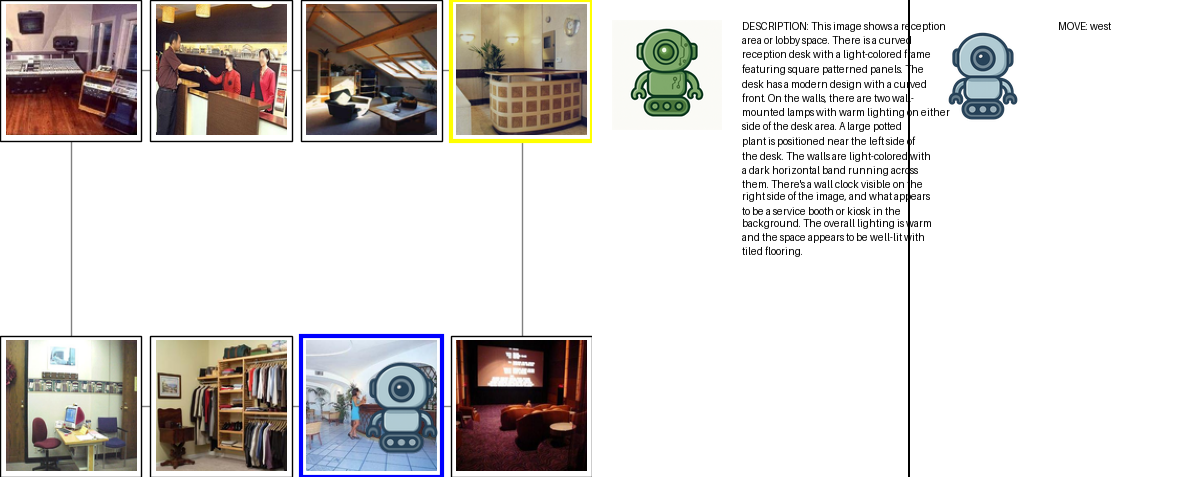 DESCRIPTION: This image shows a reception
area or lobby space. There is a curved
reception desk with a light-colored frame
featuring square patterned panels. The
desk has a modern design with a curved
front. On the walls, there are two wall-
mounted lamps with warm lighting on either
side of the desk area. A large potted
plant is positioned near the left side of
the desk. The walls are light-colored with
a dark horizontal band running across
them. There's a wall clock visible on the
right side of the image, and what appears
to be a service booth or kiosk in the
background. The overall lighting is warm
and the space appears to be well-lit with
tiled flooring.
MOVE: west